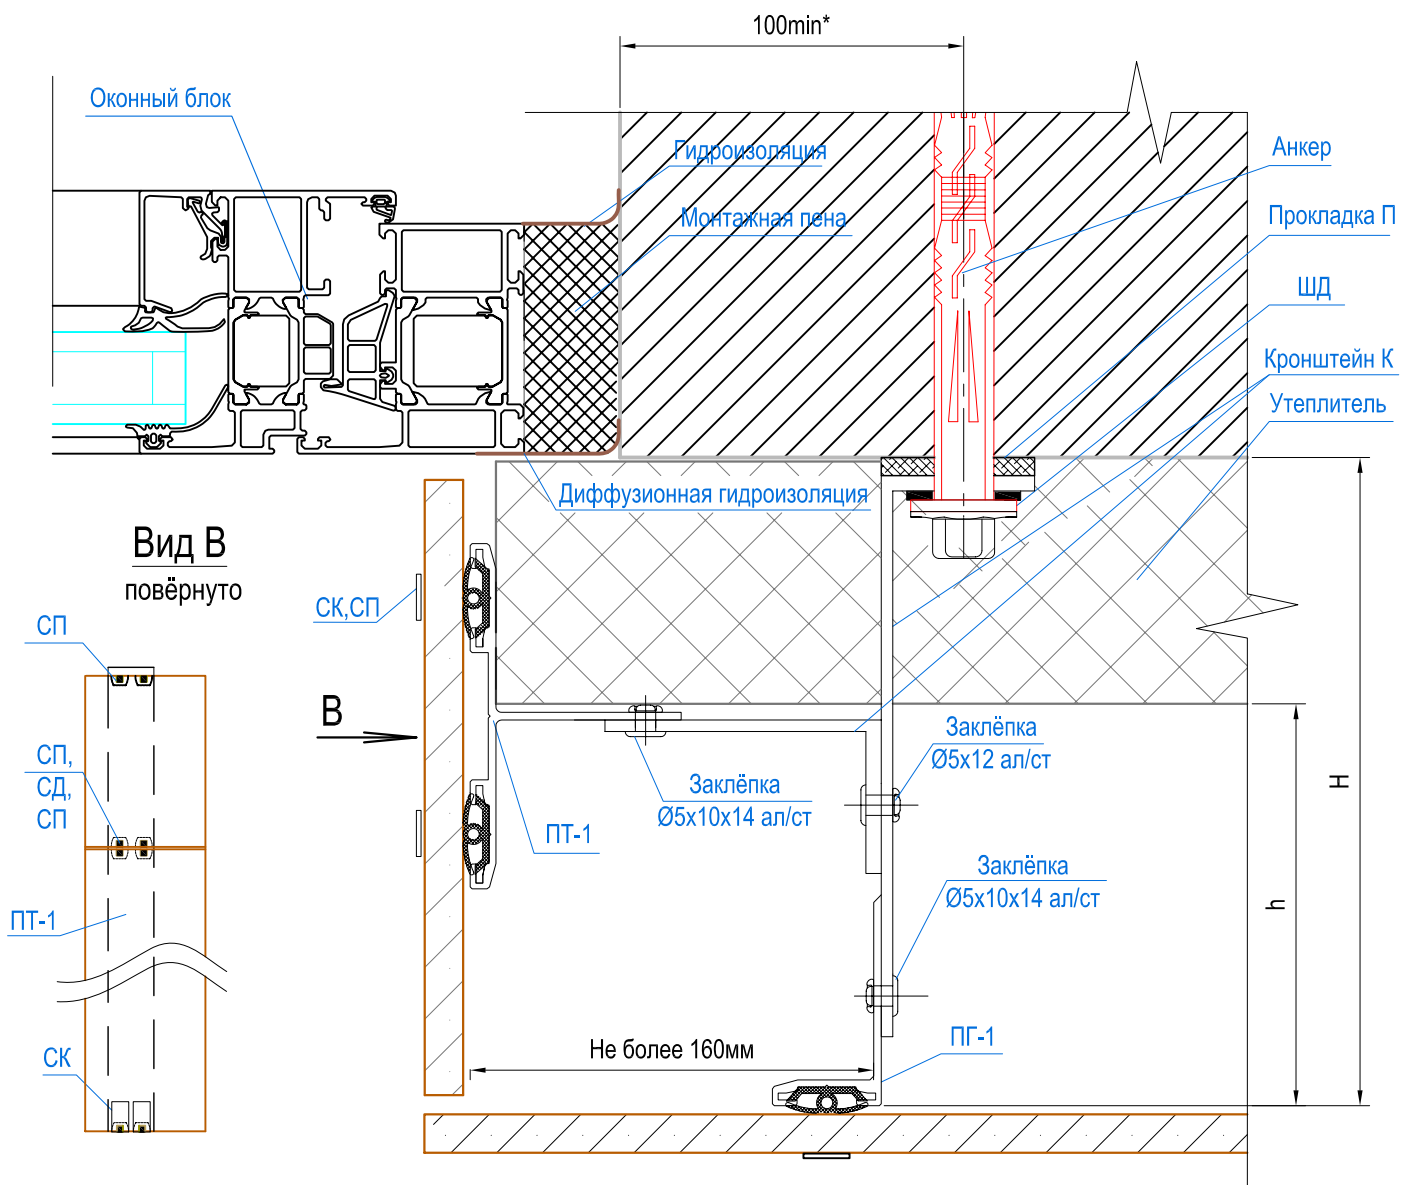 100min*
Оконный блок
Гидроизоляция
Анкер
Монтажная пена
Прокладка П
ШД
Кронштейн К
Утеплитель
Диффузионная гидроизоляция
Вид В
повёрнуто
СК,СП
СП
В
СП,
СД,
СП
Заклёпка
Ø5х12 ал/ст
Заклёпка
Ø5х10х14 ал/ст
ПТ-1
Заклёпка
Ø5х10х14 ал/ст
H
h
ПТ-1
СК
Не более 160мм
ПГ-1